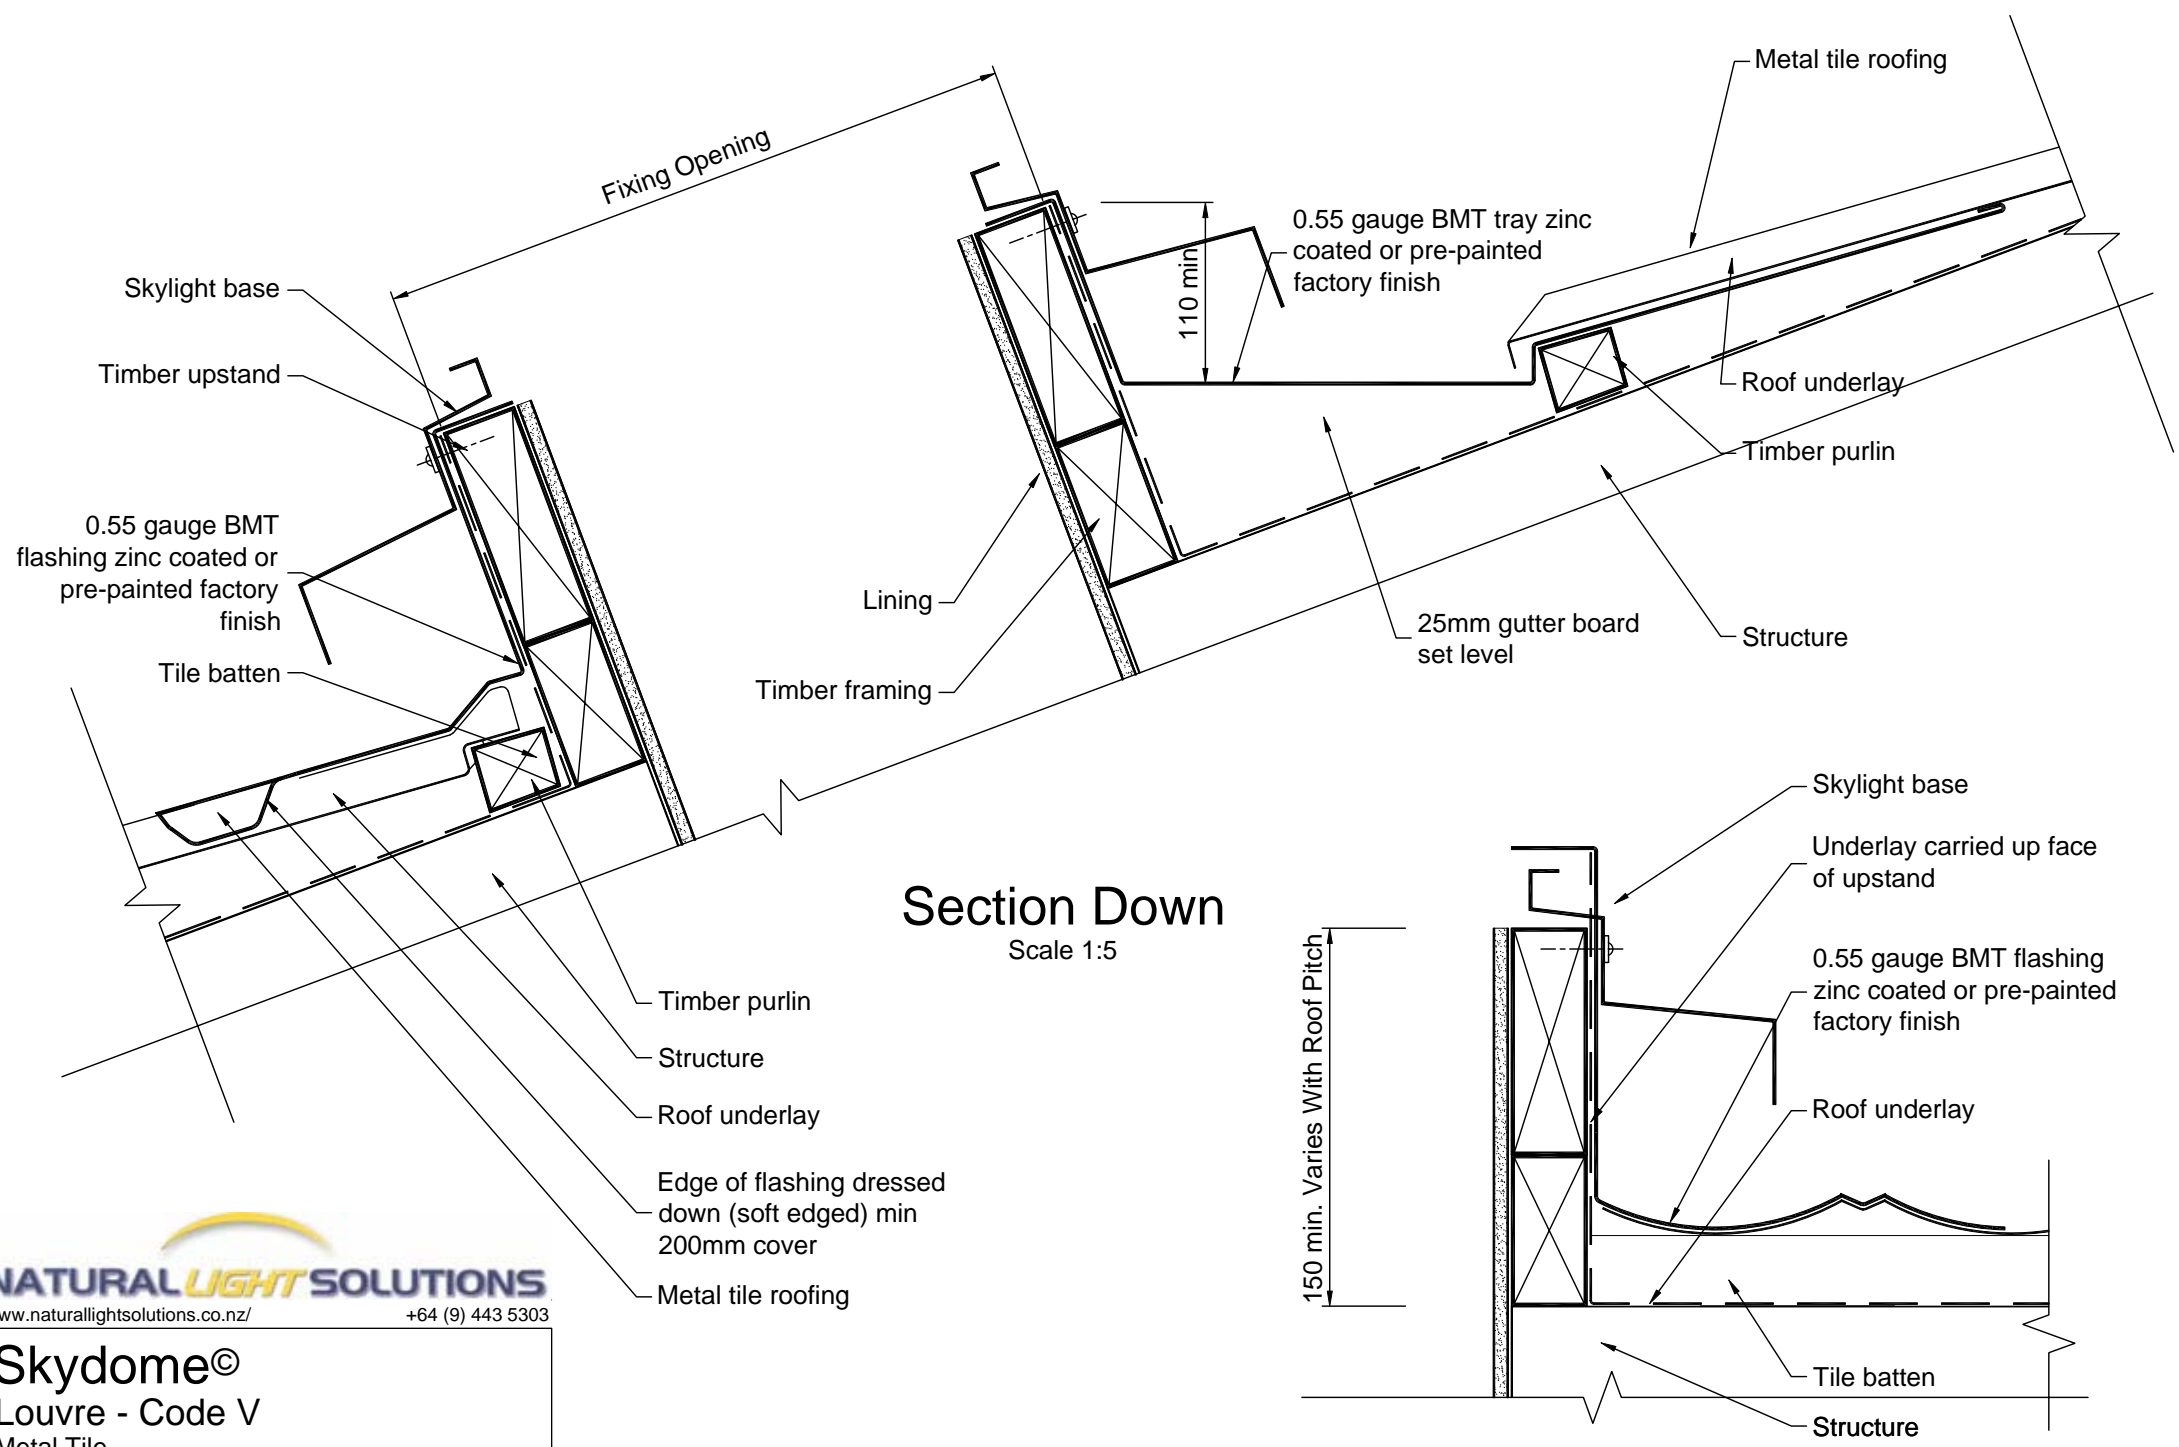 Metal tile roofing
Fixing Opening
0.55 gauge BMT tray zinc
coated or pre-painted
factory finish
110 min
Skylight base
Timber upstand
Roof underlay
Timber purlin
0.55 gauge BMT
flashing zinc coated or
pre-painted factory
finish
Lining
25mm gutter board
set level
Structure
Tile batten
Timber framing
Section Down
Scale 1:5
Timber purlin
Structure
Roof underlay
Edge of flashing dressed
down (soft edged) min
200mm cover
Metal tile roofing
Skylight base
Underlay carried up face
of upstand
0.55 gauge BMT flashing
zinc coated or pre-painted
factory finish
150 min. Varies With Roof Pitch
Roof underlay
Tile batten
Structure
NATURAL LIGHT SOLUTIONS
ww.naturallightsolutions.co.nz/ +64 (9) 443 5303
Skydome©
Louvre - Code V
Metal Tile